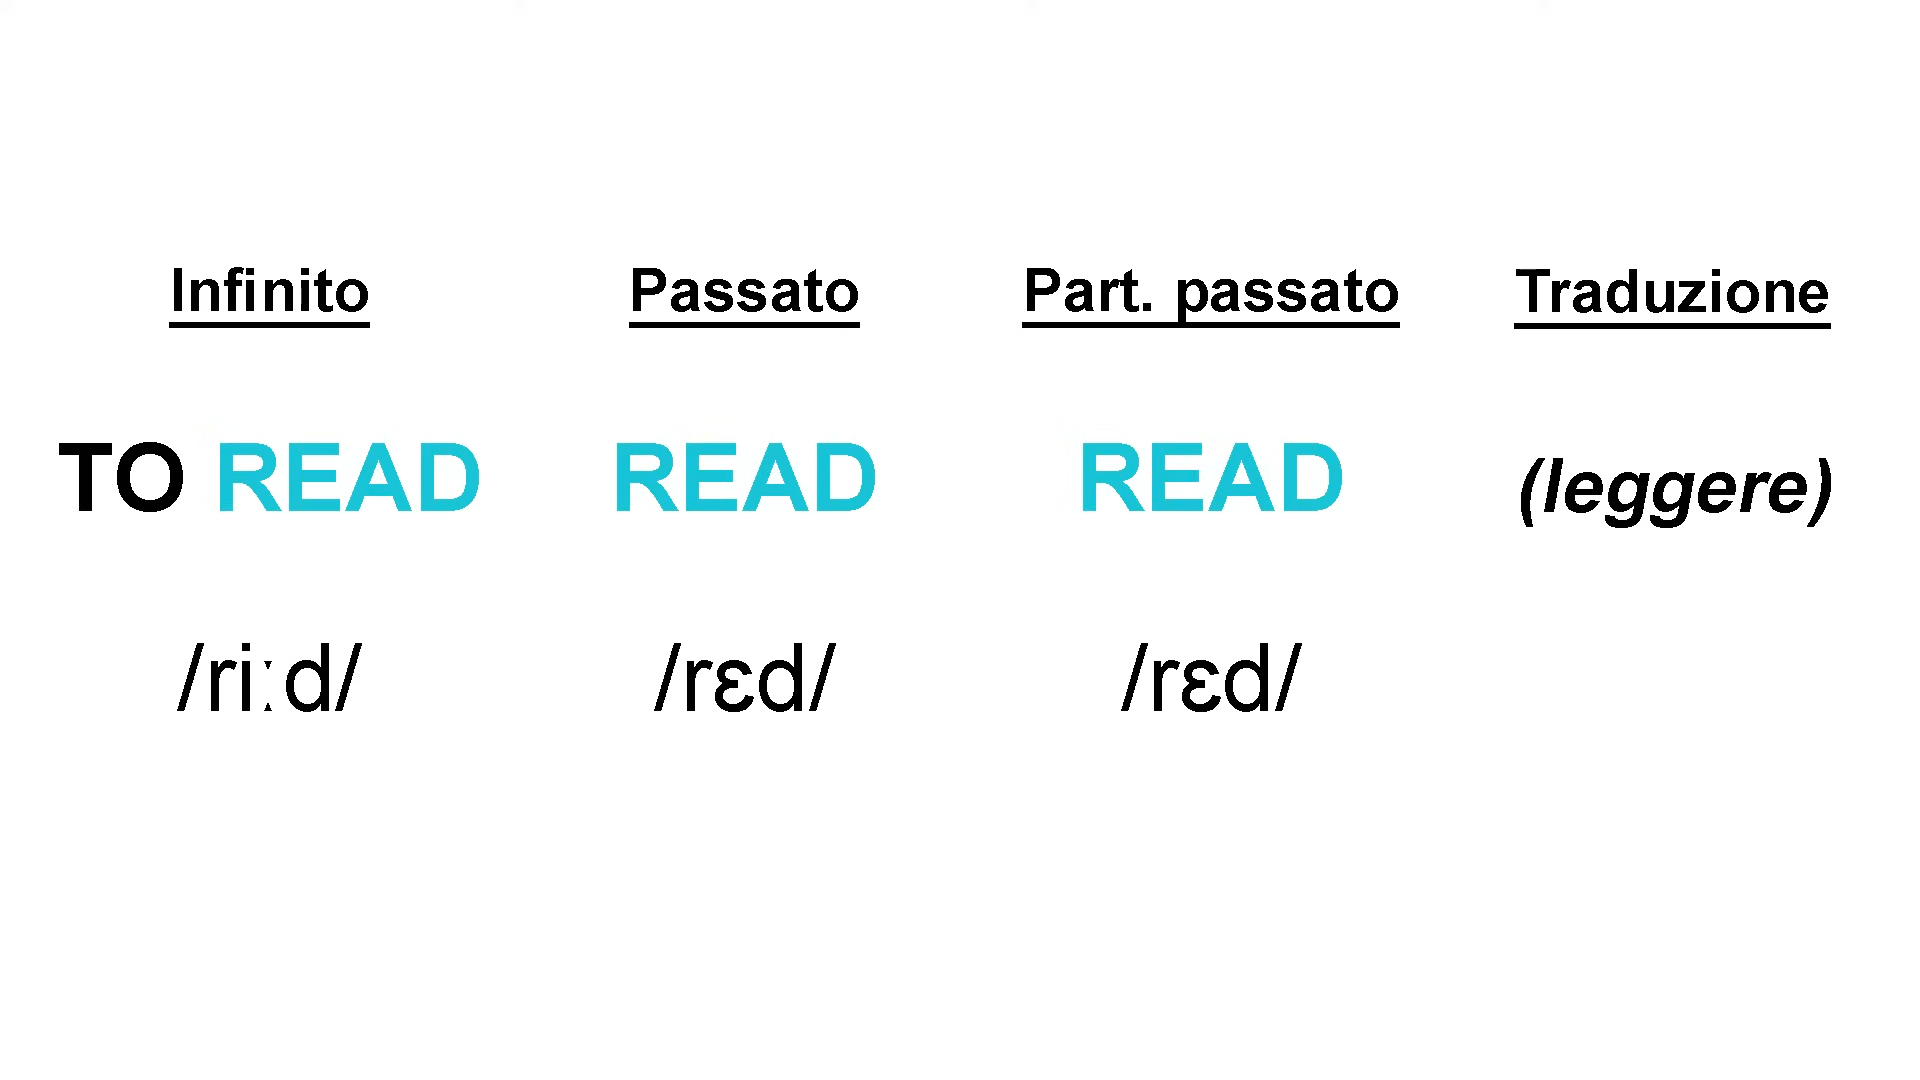 Infinito Passato Part. passato Traduzione
TO READ READ READ (leggere)
/riːd/ /rɛd/ /rɛd/